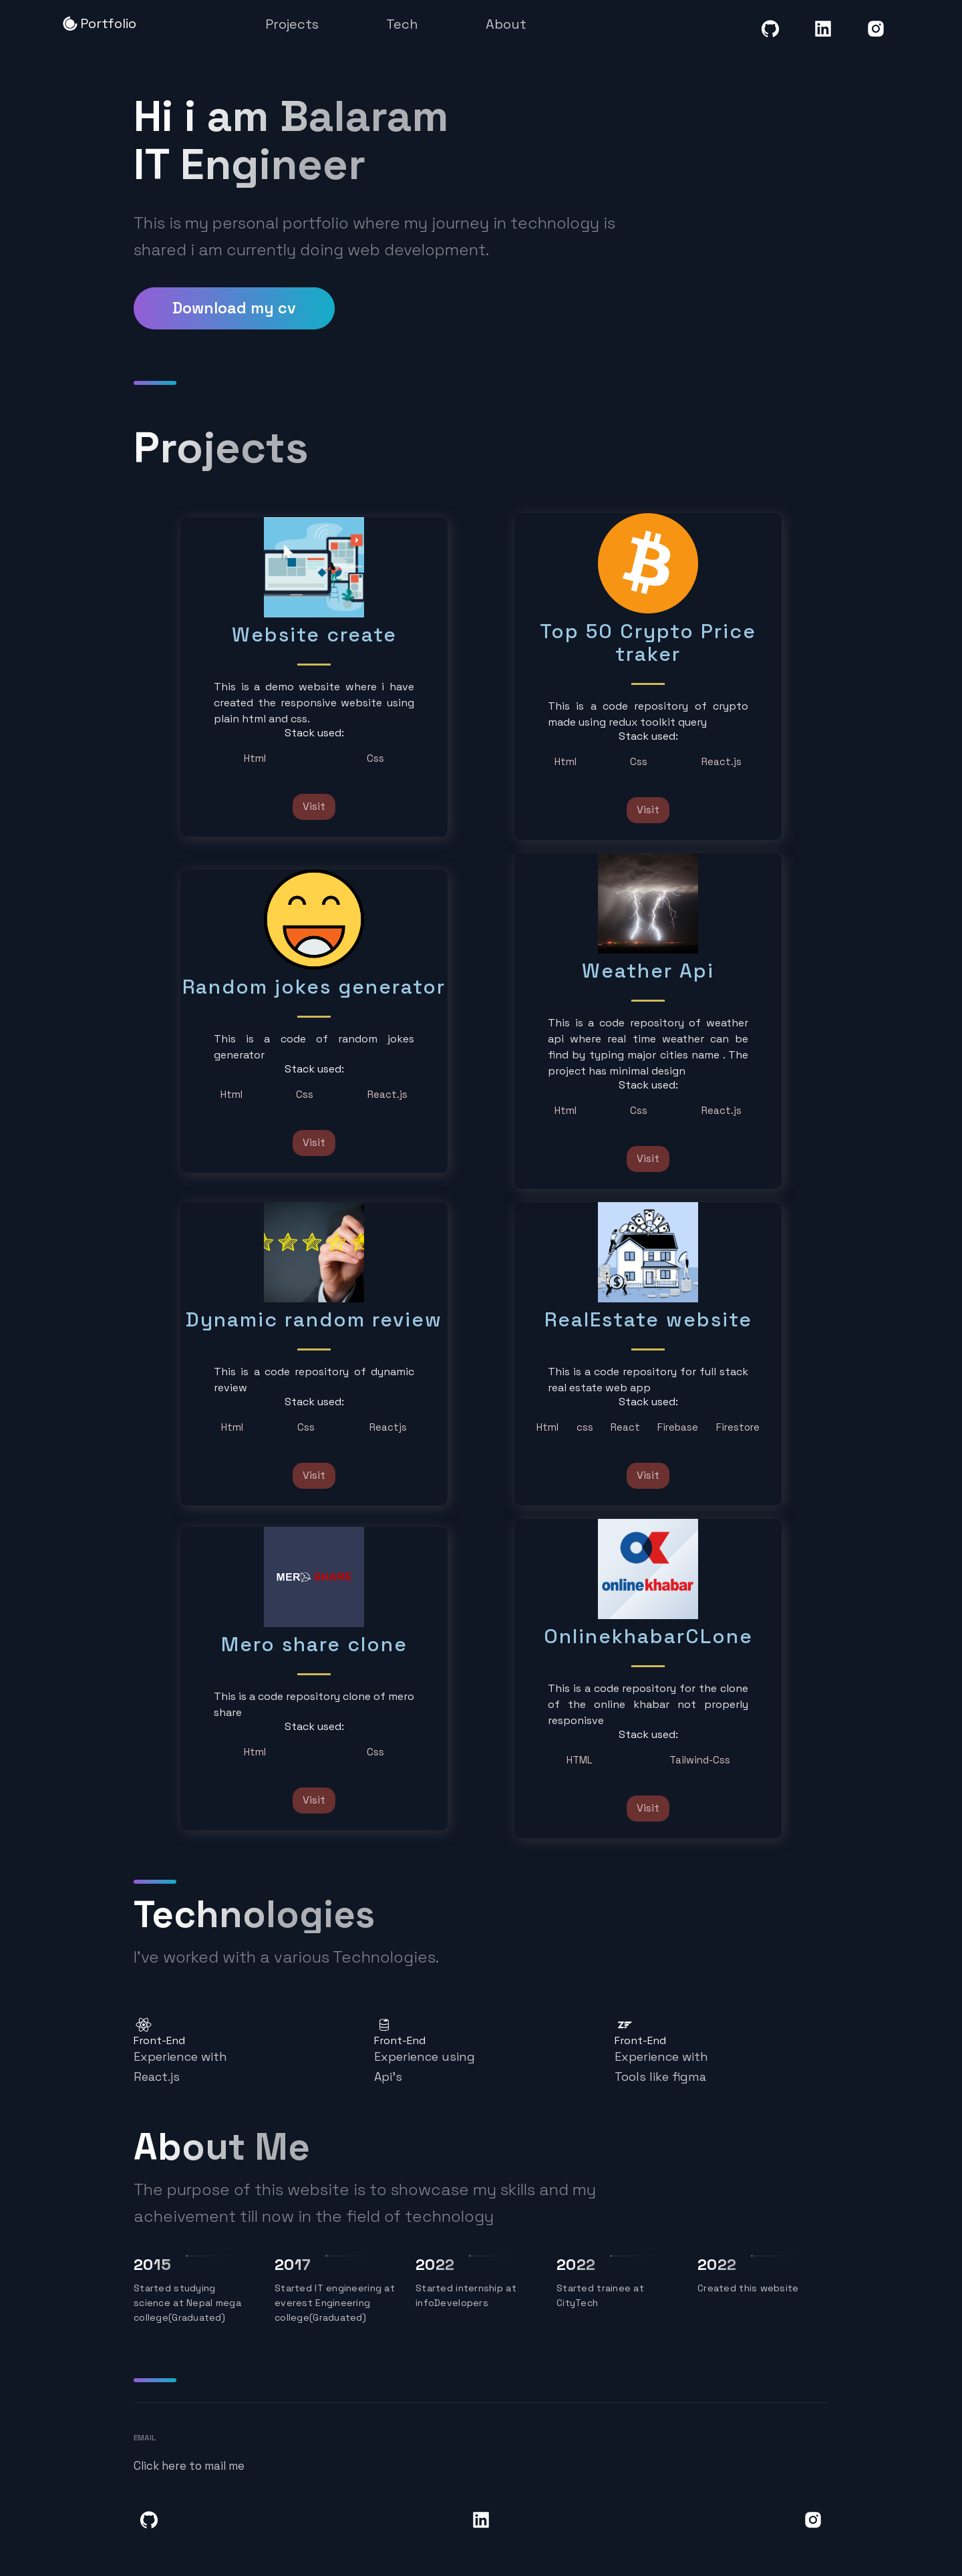 Portfolio
Projects
Tech
About
Hi i am Balaram
IT Engineer
This is my personal portfolio where my journey in technology is
shared i am currently doing web development.
Download my cv
Projects
Website create
This is a demo website where i have
created the responsive website using
plain html and css.
Stack used:
Html Css
Visit
Top 50 Crypto Price
traker
This is a code repository of crypto
made using redux toolkit query
Stack used:
Html Css React.js
Visit
Random jokes generator
This is a code of random jokes
generator
Stack used:
Html Css React.js
Visit
Weather Api
This is a code repository of weather
api where real time weather can be
find by typing major cities name . The
project has minimal design
Stack used:
Html Css React.js
Visit
Dynamic random review
This is a code repository of dynamic
review
Stack used:
Html Css Reactjs
Visit
RealEstate website
This is a code repository for full stack
real estate web app
Stack used:
Html css React Firebase Firestore
Visit
MERO SHARE
Mero share clone
This is a code repository clone of mero
share
Stack used:
Html Css
Visit
onlinekhabar
OnlinekhabarCLone
This is a code repository for the clone
of the online khabar not properly
responisve
Stack used:
HTML Tailwind-Css
Visit
Technologies
I've worked with a various Technologies.
Front-End
Experience with
React.js
Front-End
Experience using
Api's
Front-End
Experience with
Tools like figma
About Me
The purpose of this website is to showcase my skills and my
acheivement till now in the field of technology
2015
Started studying
science at Nepal mega
college(Graduated)
2017
Started IT engineering at
everest Engineering
college(Graduated)
2022
Started internship at
infoDevelopers
2022
Started trainee at
CityTech
2022
Created this website
EMAIL
Click here to mail me